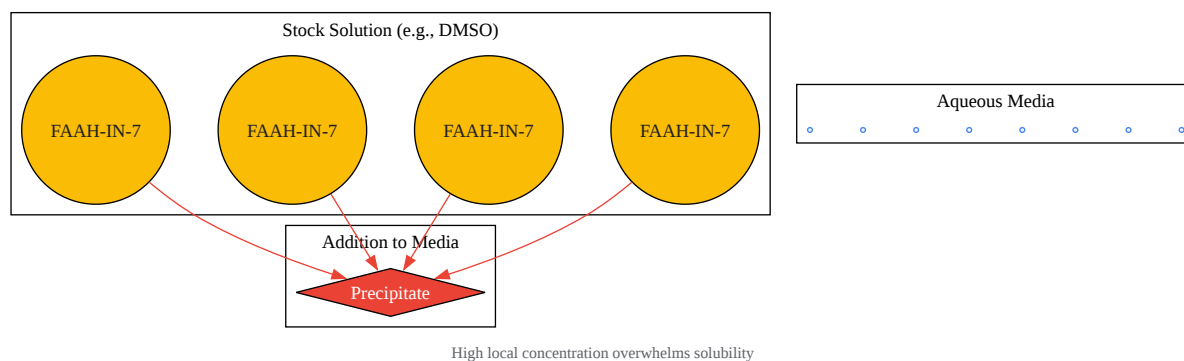 Stock Solution (e.g., DMSO)
FAAH-IN-7
FAAH-IN-7
FAAH-IN-7
FAAH-IN-7
Aqueous Media
Addition to Media
Precipitate
High local concentration overwhelms solubility